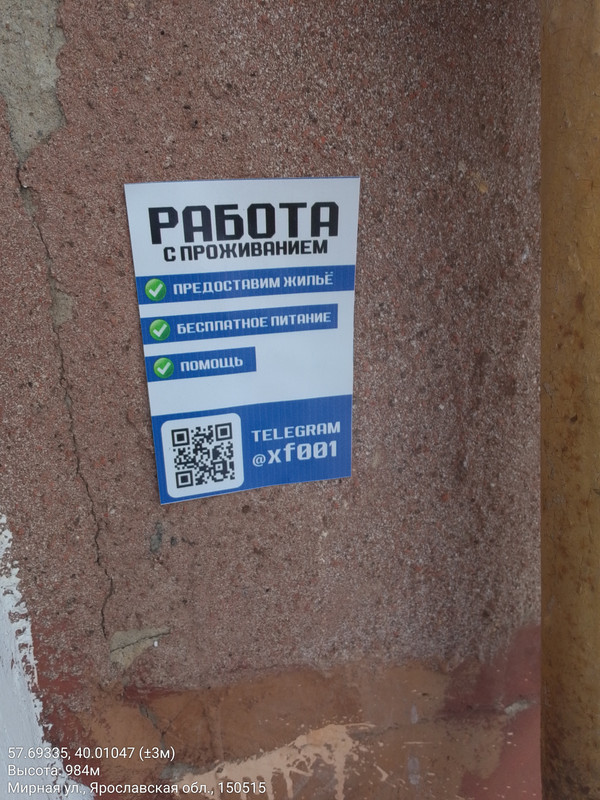 РАБОТА
С ПРОЖИВАНИЕМ
ПРЕДОСТАВИМ ЖИЛЬЁ
БЕСПЛАТНОЕ ПИТАНИЕ
ПОМОЩЬ
TELEGRAM
@xf001
57.69335, 40.01047 (±3м)
Высота: 984м
Мирная ул., Ярославская обл., 150515